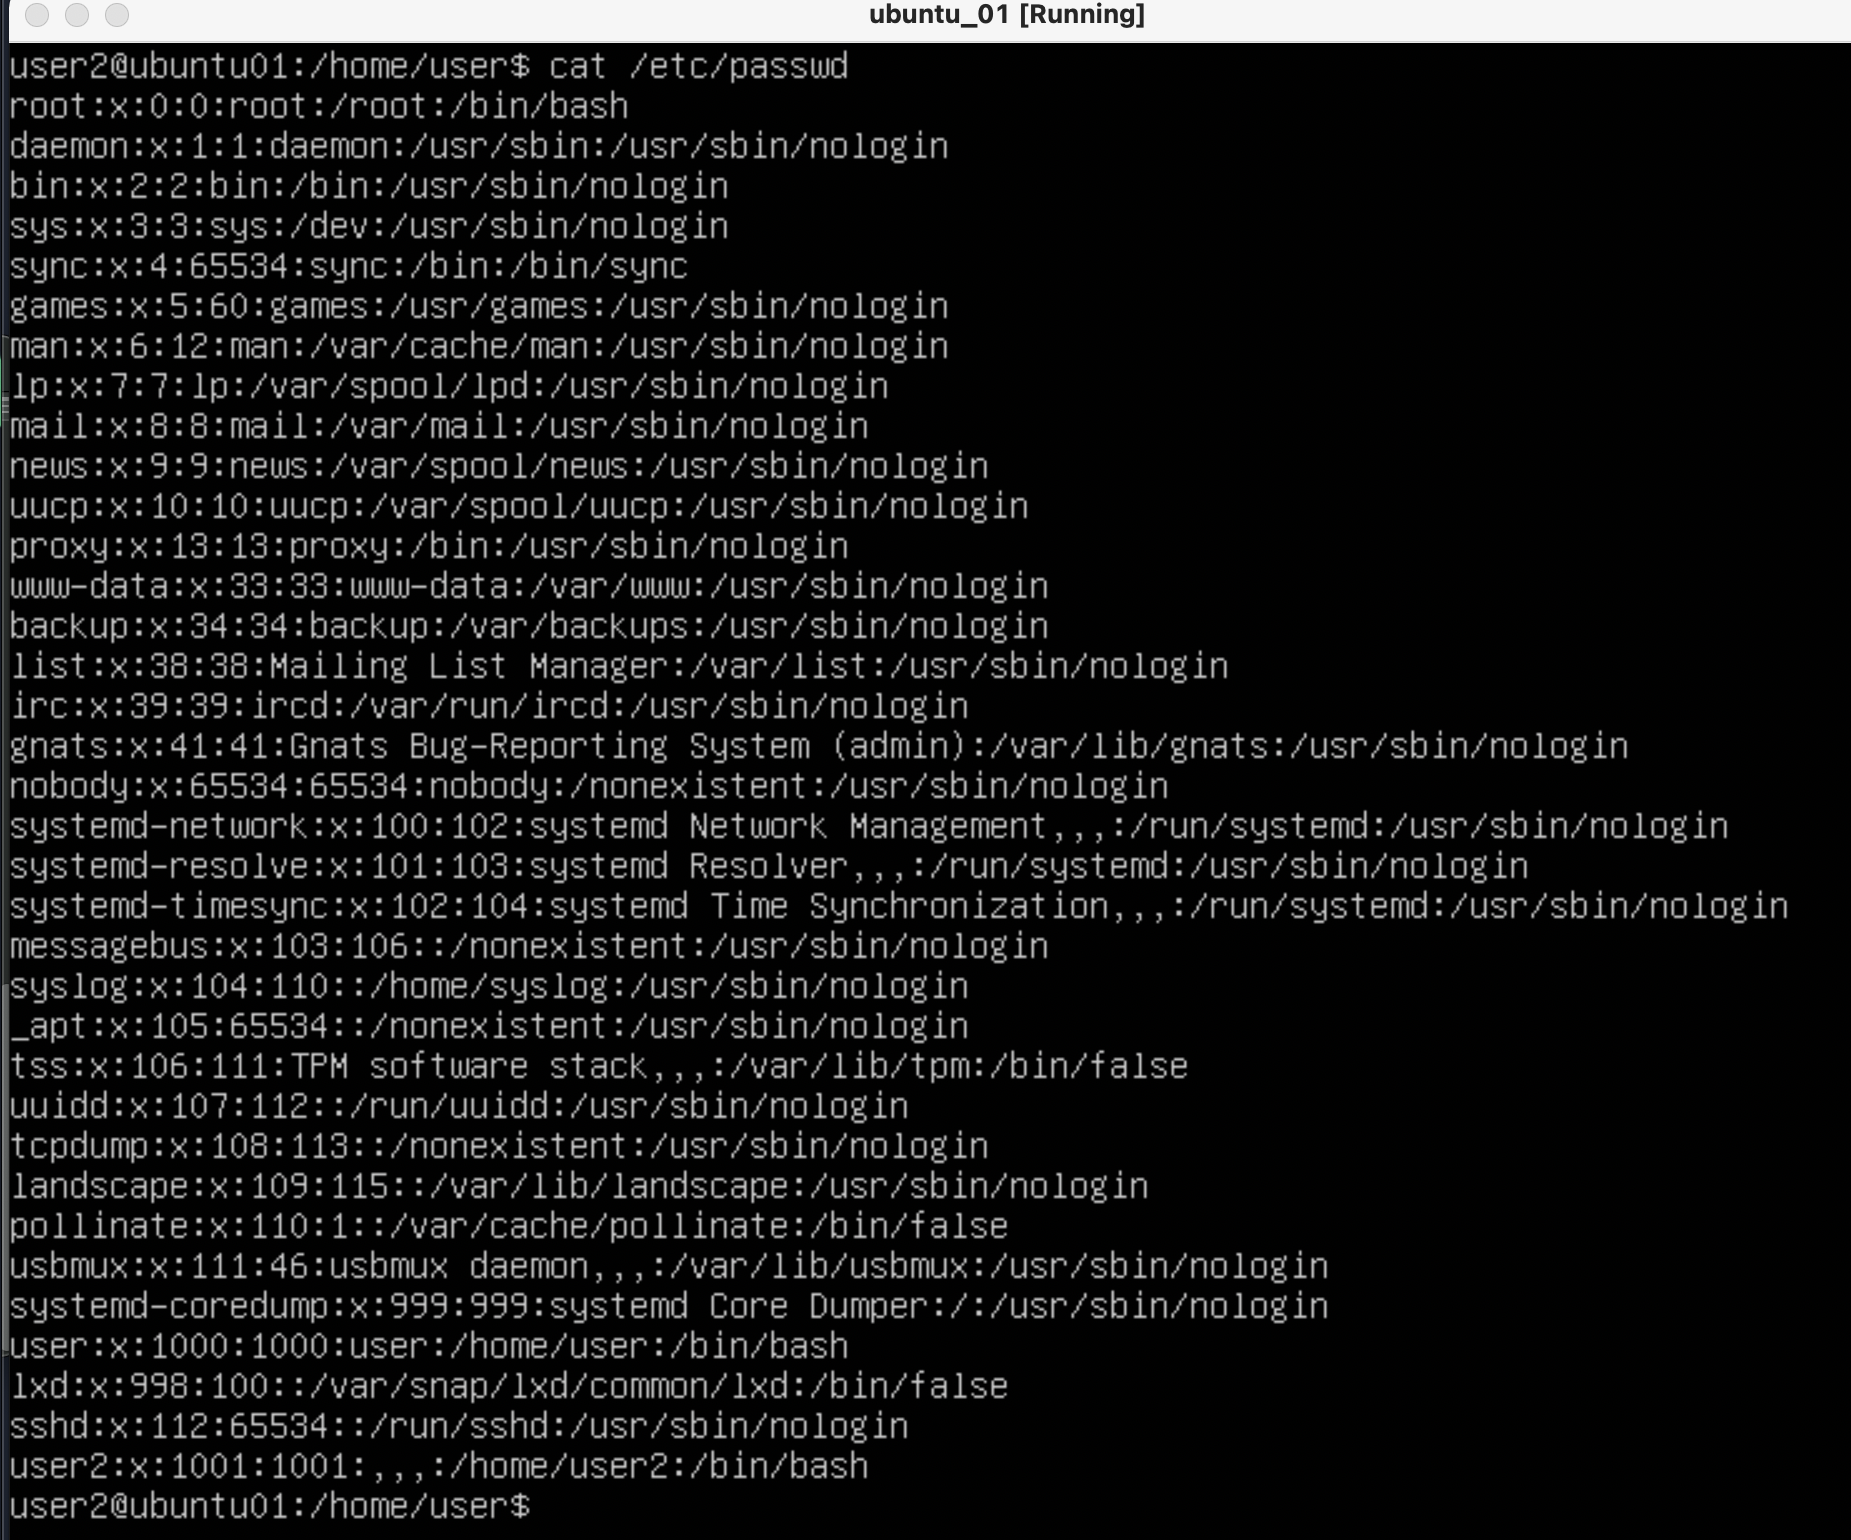 ubuntu_01 [Running]
user2@ubuntu01:/home/user$ cat /etc/passwd
root:x:0:0:root:/root:/bin/bash
daemon:x:1:1:daemon:/usr/sbin:/usr/sbin/nologin
bin:x:2:2:bin:/bin:/usr/sbin/nologin
sys:x:3:3:sys:/dev:/usr/sbin/nologin
sync:x:4:65534:sync:/bin:/bin/sync
games:x:5:60:games:/usr/games:/usr/sbin/nologin
man:x:6:12:man:/var/cache/man:/usr/sbin/nologin
lp:x:7:7:lp:/var/spool/lpd:/usr/sbin/nologin
mail:x:8:8:mail:/var/mail:/usr/sbin/nologin
news:x:9:9:news:/var/spool/news:/usr/sbin/nologin
uucp:x:10:10:uucp:/var/spool/uucp:/usr/sbin/nologin
proxy:x:13:13:proxy:/bin:/usr/sbin/nologin
www-data:x:33:33:www-data:/var/www:/usr/sbin/nologin
backup:x:34:34:backup:/var/backups:/usr/sbin/nologin
list:x:38:38:Mailing List Manager:/var/list:/usr/sbin/nologin
irc:x:39:39:ircd:/var/run/ircd:/usr/sbin/nologin
gnats:x:41:41:Gnats Bug-Reporting System (admin):/var/lib/gnats:/usr/sbin/nologin
nobody:x:65534:65534:nobody:/nonexistent:/usr/sbin/nologin
systemd-network:x:100:102:systemd Network Management,,,:/run/systemd:/usr/sbin/nologin
systemd-resolve:x:101:103:systemd Resolver,,,:/run/systemd:/usr/sbin/nologin
systemd-timesync:x:102:104:systemd Time Synchronization,,,:/run/systemd:/usr/sbin/nologin
messagebus:x:103:106::/nonexistent:/usr/sbin/nologin
syslog:x:104:110::/home/syslog:/usr/sbin/nologin
_apt:x:105:65534::/nonexistent:/usr/sbin/nologin
tss:x:106:111:TPM software stack,,,:/var/lib/tpm:/bin/false
uuidd:x:107:112::/run/uuidd:/usr/sbin/nologin
tcpdump:x:108:113::/nonexistent:/usr/sbin/nologin
landscape:x:109:115::/var/lib/landscape:/usr/sbin/nologin
pollinate:x:110:1::/var/cache/pollinate:/bin/false
usbmux:x:111:46:usbmux daemon,,,:/var/lib/usbmux:/usr/sbin/nologin
systemd-coredump:x:999:999:systemd Core Dumper:/:/usr/sbin/nologin
user:x:1000:1000:user:/home/user:/bin/bash
lxd:x:998:100::/var/snap/lxd/common/lxd:/bin/false
sshd:x:112:65534::/run/sshd:/usr/sbin/nologin
user2:x:1001:1001:,,,:/home/user2:/bin/bash
user2@ubuntu01:/home/user$